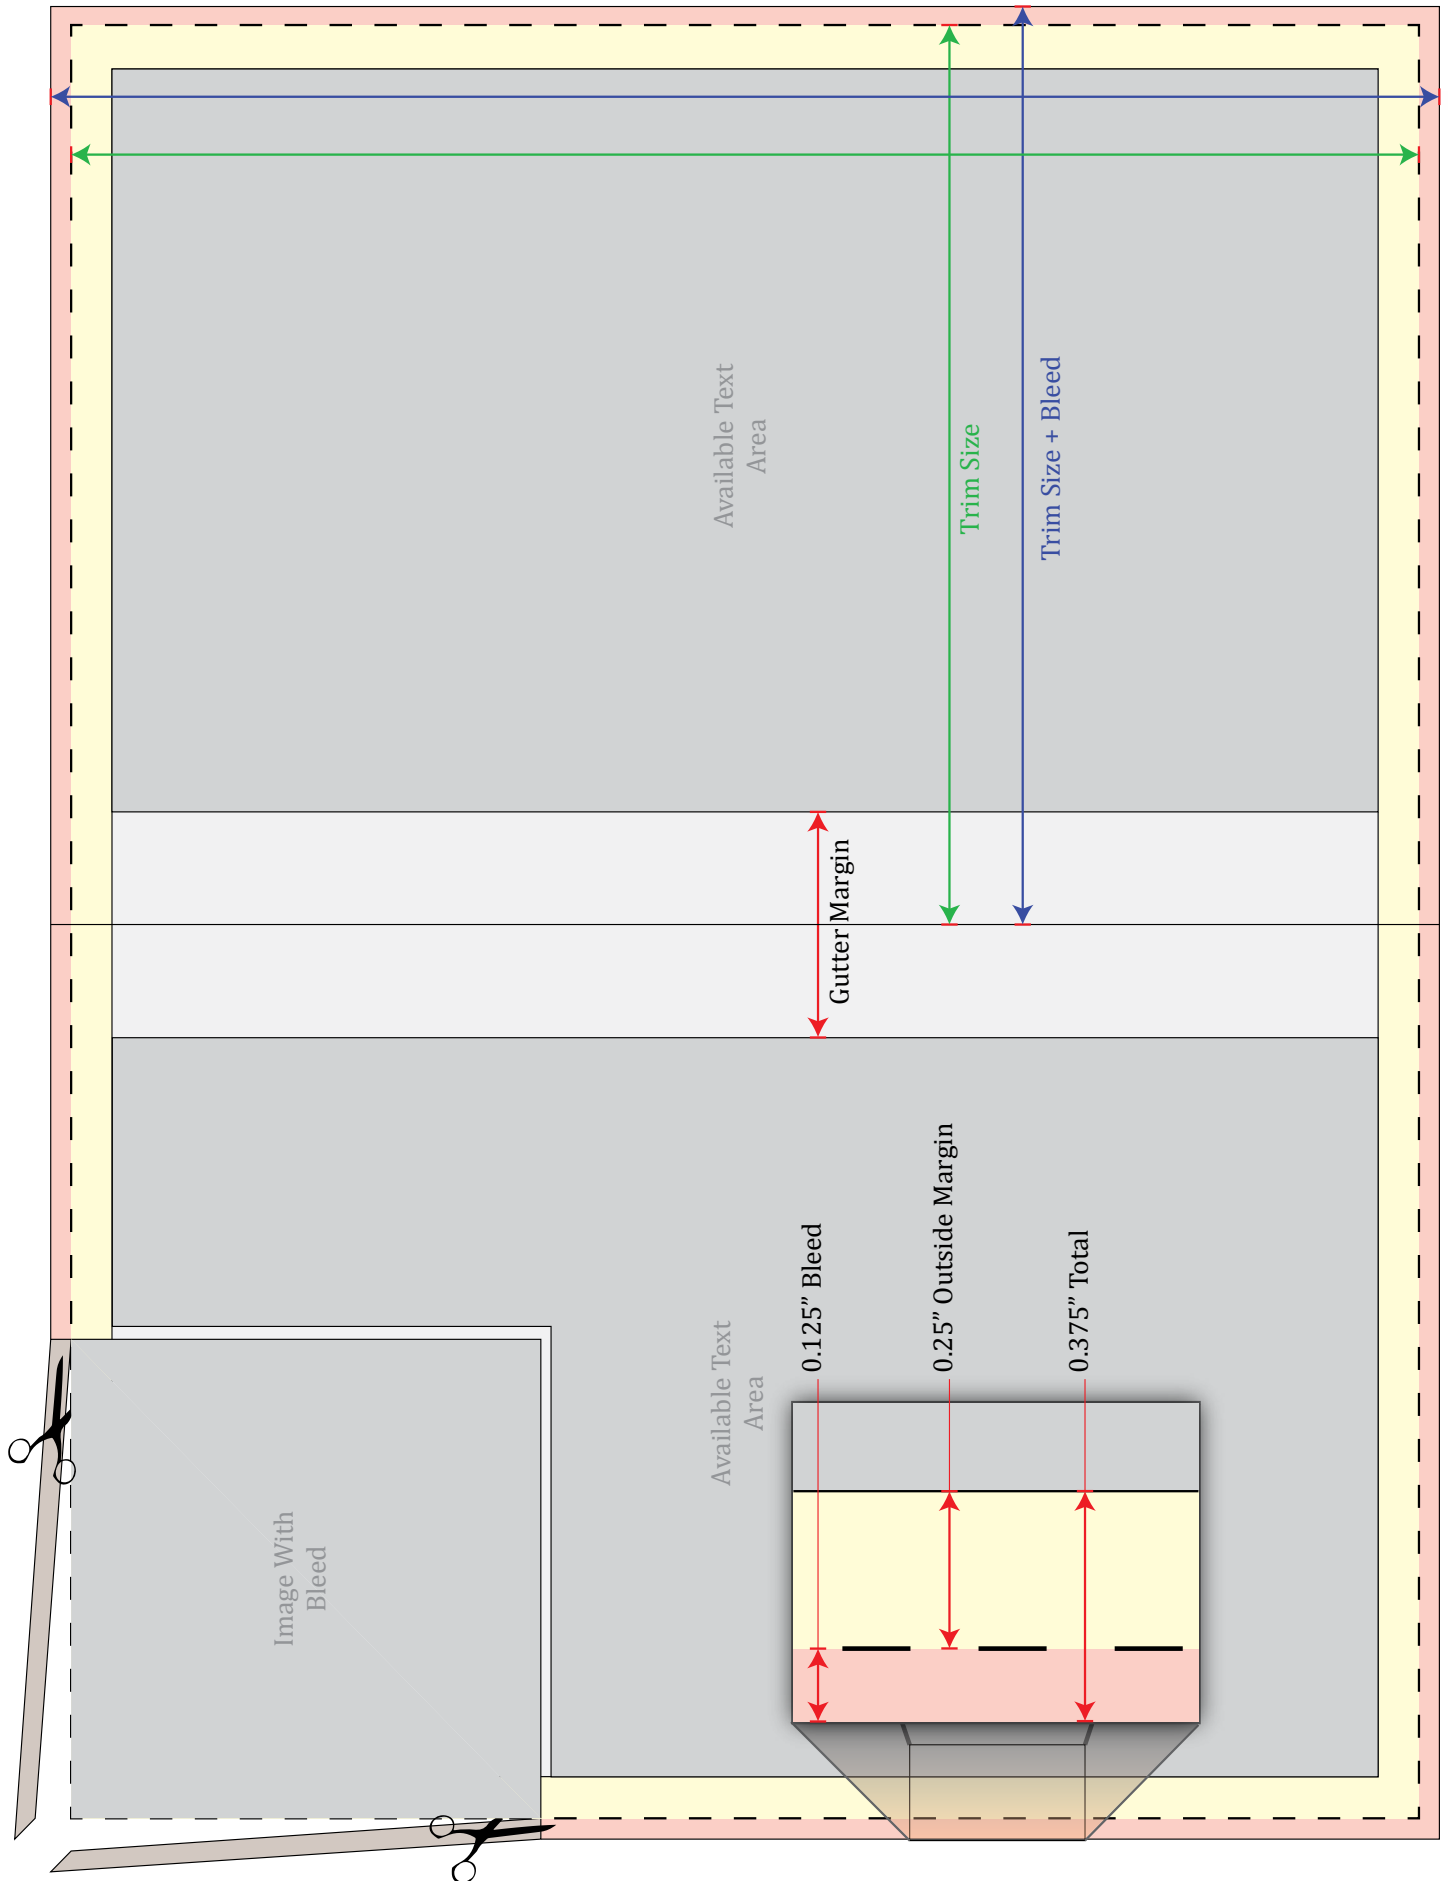 Available Text
Area
Trim Size
Trim Size + Bleed
Gutter Margin
0.125” Bleed
0.25” Outside Margin
0.375” Total
Available Text
Area
Image With
Bleed